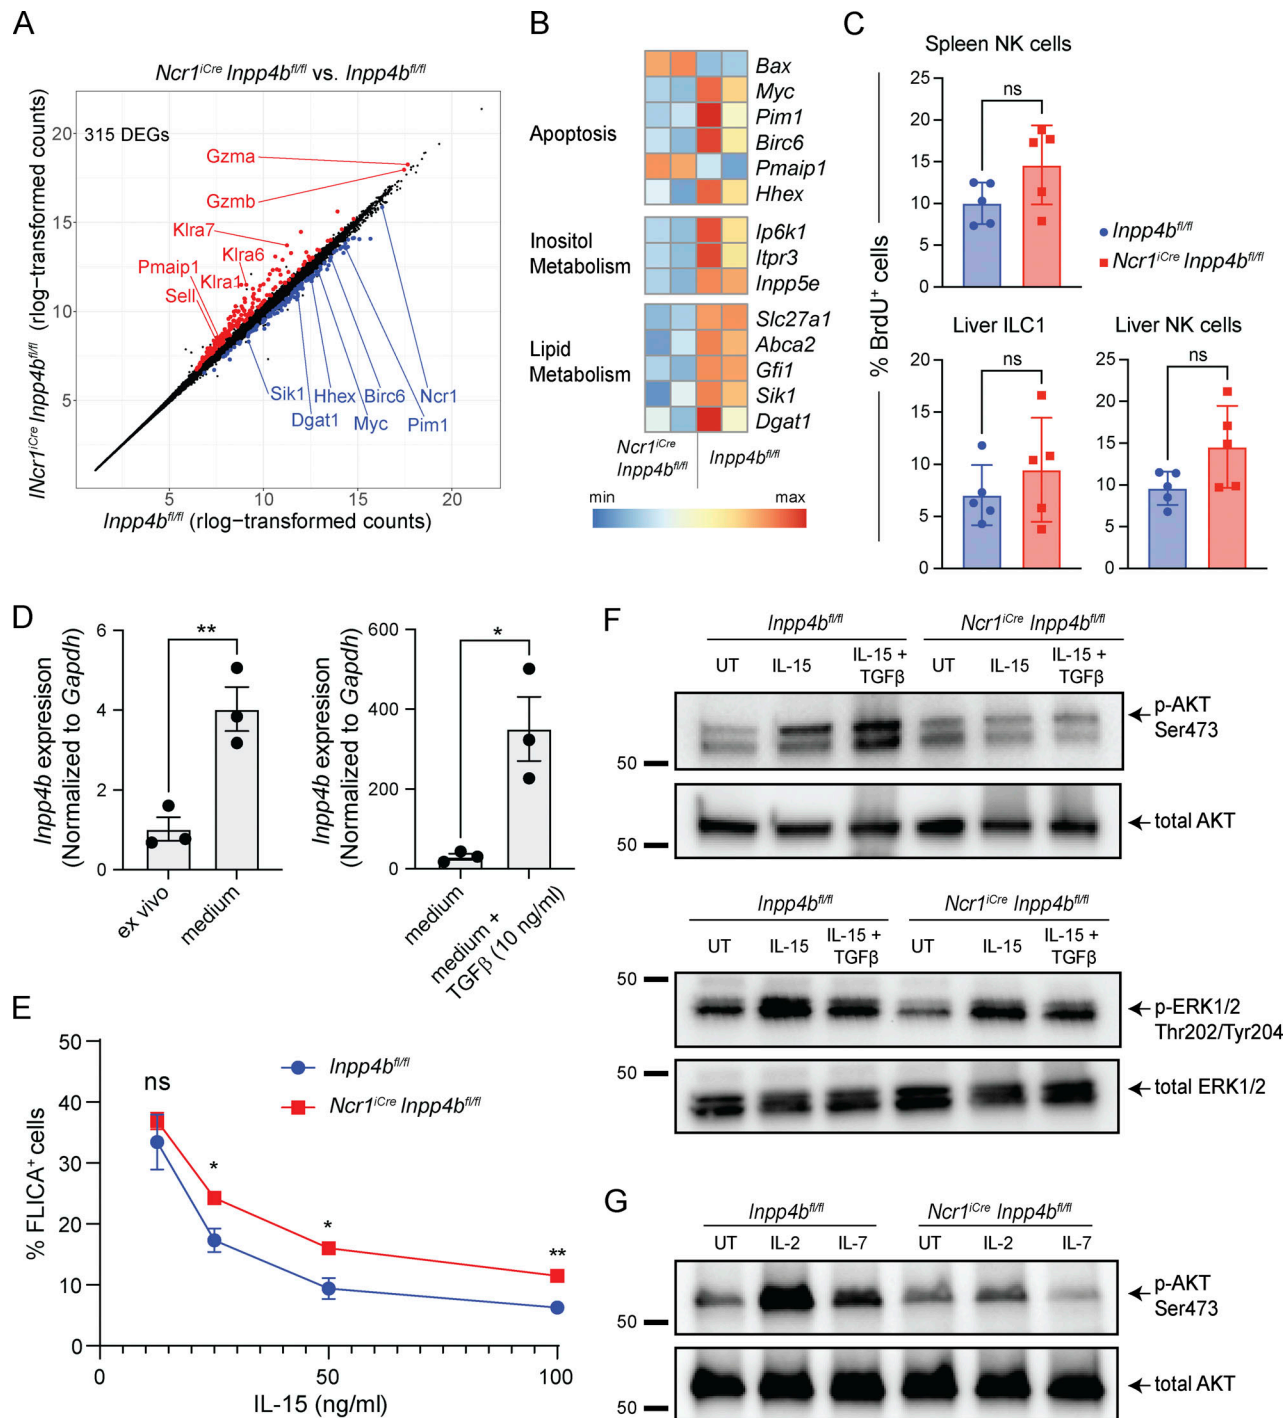 A
Ncr1iCre Inpp4bfl/fl vs. Inpp4bfl/fl
315 DEGs
Gzma
Gzmb
Klra7
Klra6
Pmaip1
Klra1
Sell
Sik1
Hhex
Birc6
Ncr1
Dgat1
Myc
Pim1
20
15
10
5
5
10
15
20
INcr1iCre Inpp4bfl/fl (rlog−transformed counts)
Inpp4bfl/fl (rlog−transformed counts)
B
Apoptosis
Bax
Myc
Pim1
Birc6
Pmaip1
Hhex
Inositol
Metabolism
Ip6k1
Itpr3
Inpp5e
Lipid
Metabolism
Slc27a1
Abca2
Gfi1
Sik1
Dgat1
Ncr1iCre
Inpp4bfl/fl
Inpp4bfl/fl
min
max
C
Spleen NK cells
25
20
15
10
5
0
ns
Inpp4bfl/fl
Ncr1iCre Inpp4bfl/fl
% BrdU+ cells
Liver ILC1
20
15
10
5
0
ns
Liver NK cells
25
20
15
10
5
0
ns
D
Inpp4b expresison
(Normalized to Gapdh)
6
4
2
0
**
ex vivo
medium
Inpp4b expresison
(Normalized to Gapdh)
600
400
200
0
*
medium
medium +
TGFβ (10 ng/ml)
E
% FLICA+ cells
50
40
30
20
10
0
ns
*
*
**
Inpp4bfl/fl
Ncr1iCre Inpp4bfl/fl
0
50
100
IL-15 (ng/ml)
F
Inpp4bfl/fl
Ncr1iCre Inpp4bfl/fl
UT
IL-15
IL-15 +
TGFβ
UT
IL-15
IL-15 +
TGFβ
p-AKT
Ser473
50
total AKT
50
Inpp4bfl/fl
Ncr1iCre Inpp4bfl/fl
UT
IL-15
IL-15 +
TGFβ
UT
IL-15
IL-15 +
TGFβ
50
p-ERK1/2
Thr202/Tyr204
50
total ERK1/2
G
Inpp4bfl/fl
Ncr1iCre Inpp4bfl/fl
UT
IL-2
IL-7
UT
IL-2
IL-7
p-AKT
Ser473
50
total AKT
50